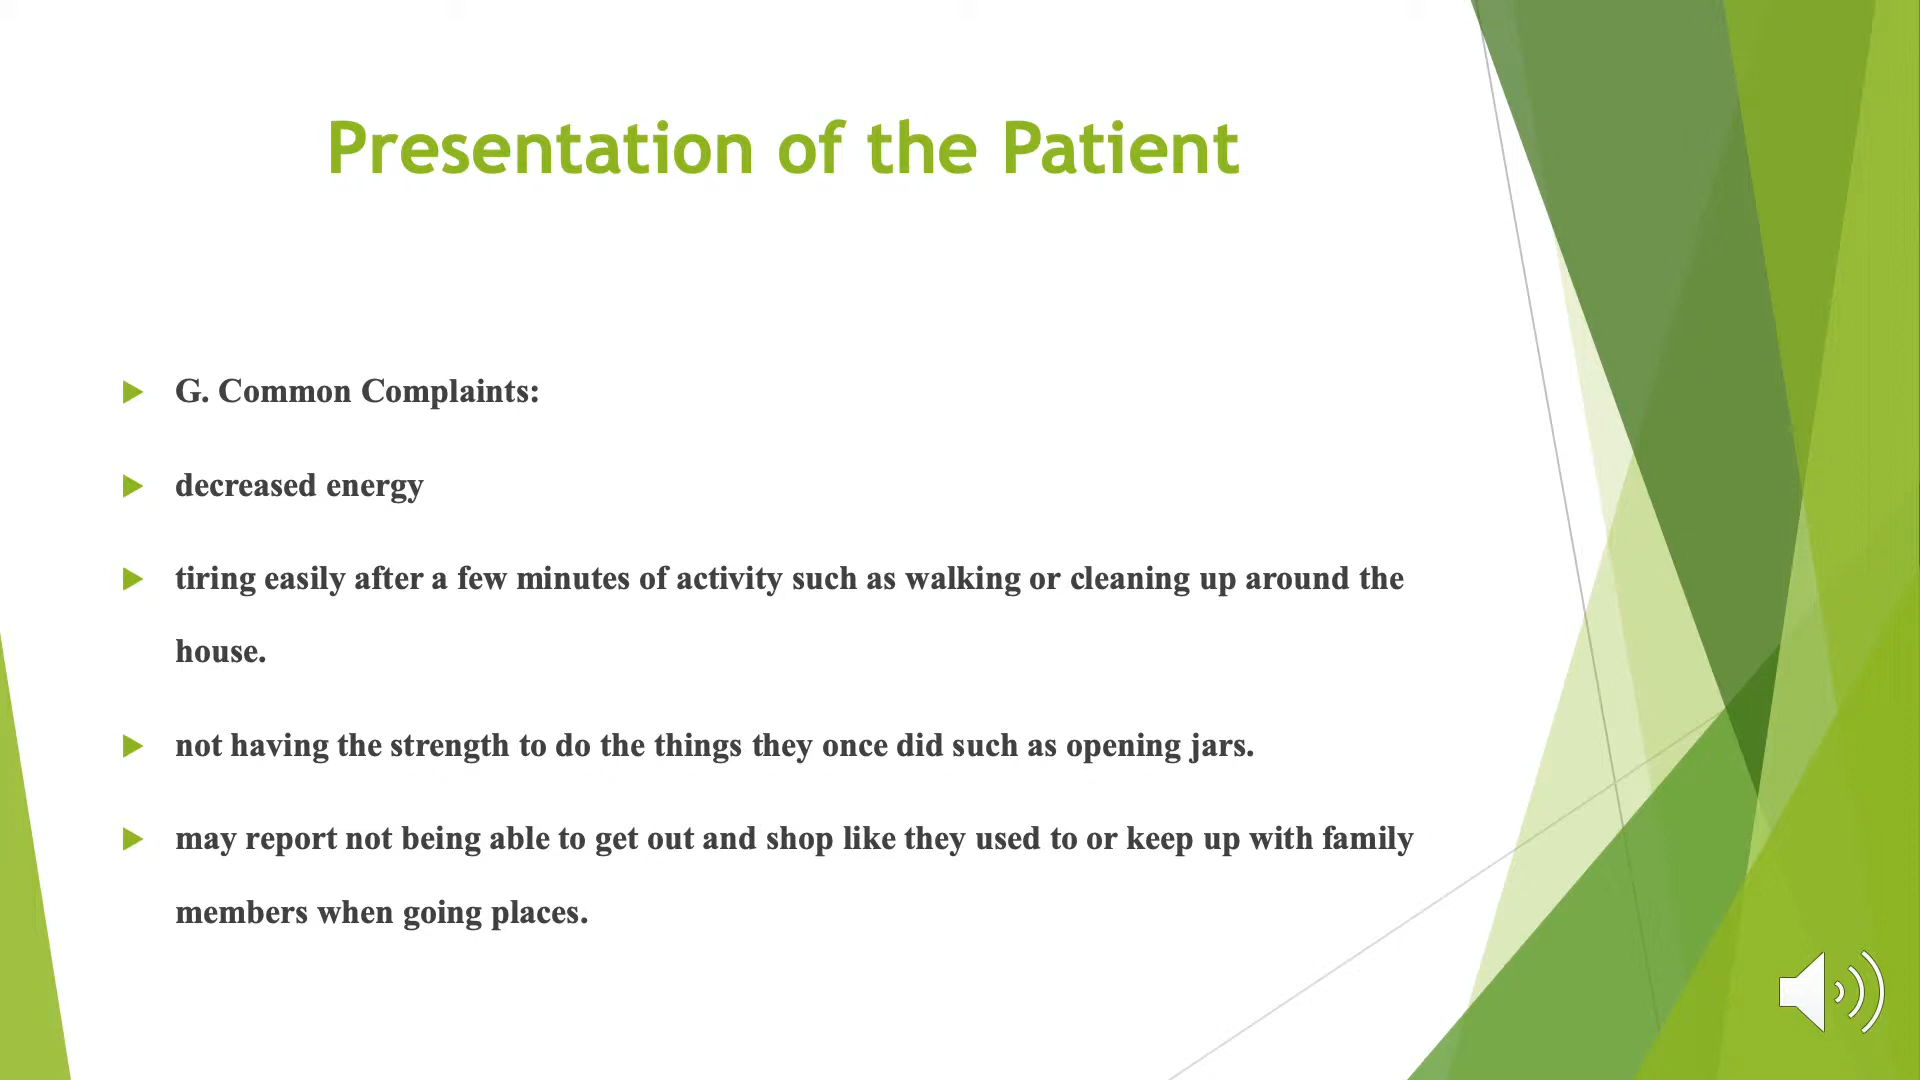 Presentation of the Patient
G. Common Complaints:
decreased energy
tiring easily after a few minutes of activity such as walking or cleaning up around the
house.
not having the strength to do the things they once did such as opening jars.
may report not being able to get out and shop like they used to or keep up with family
members when going places.